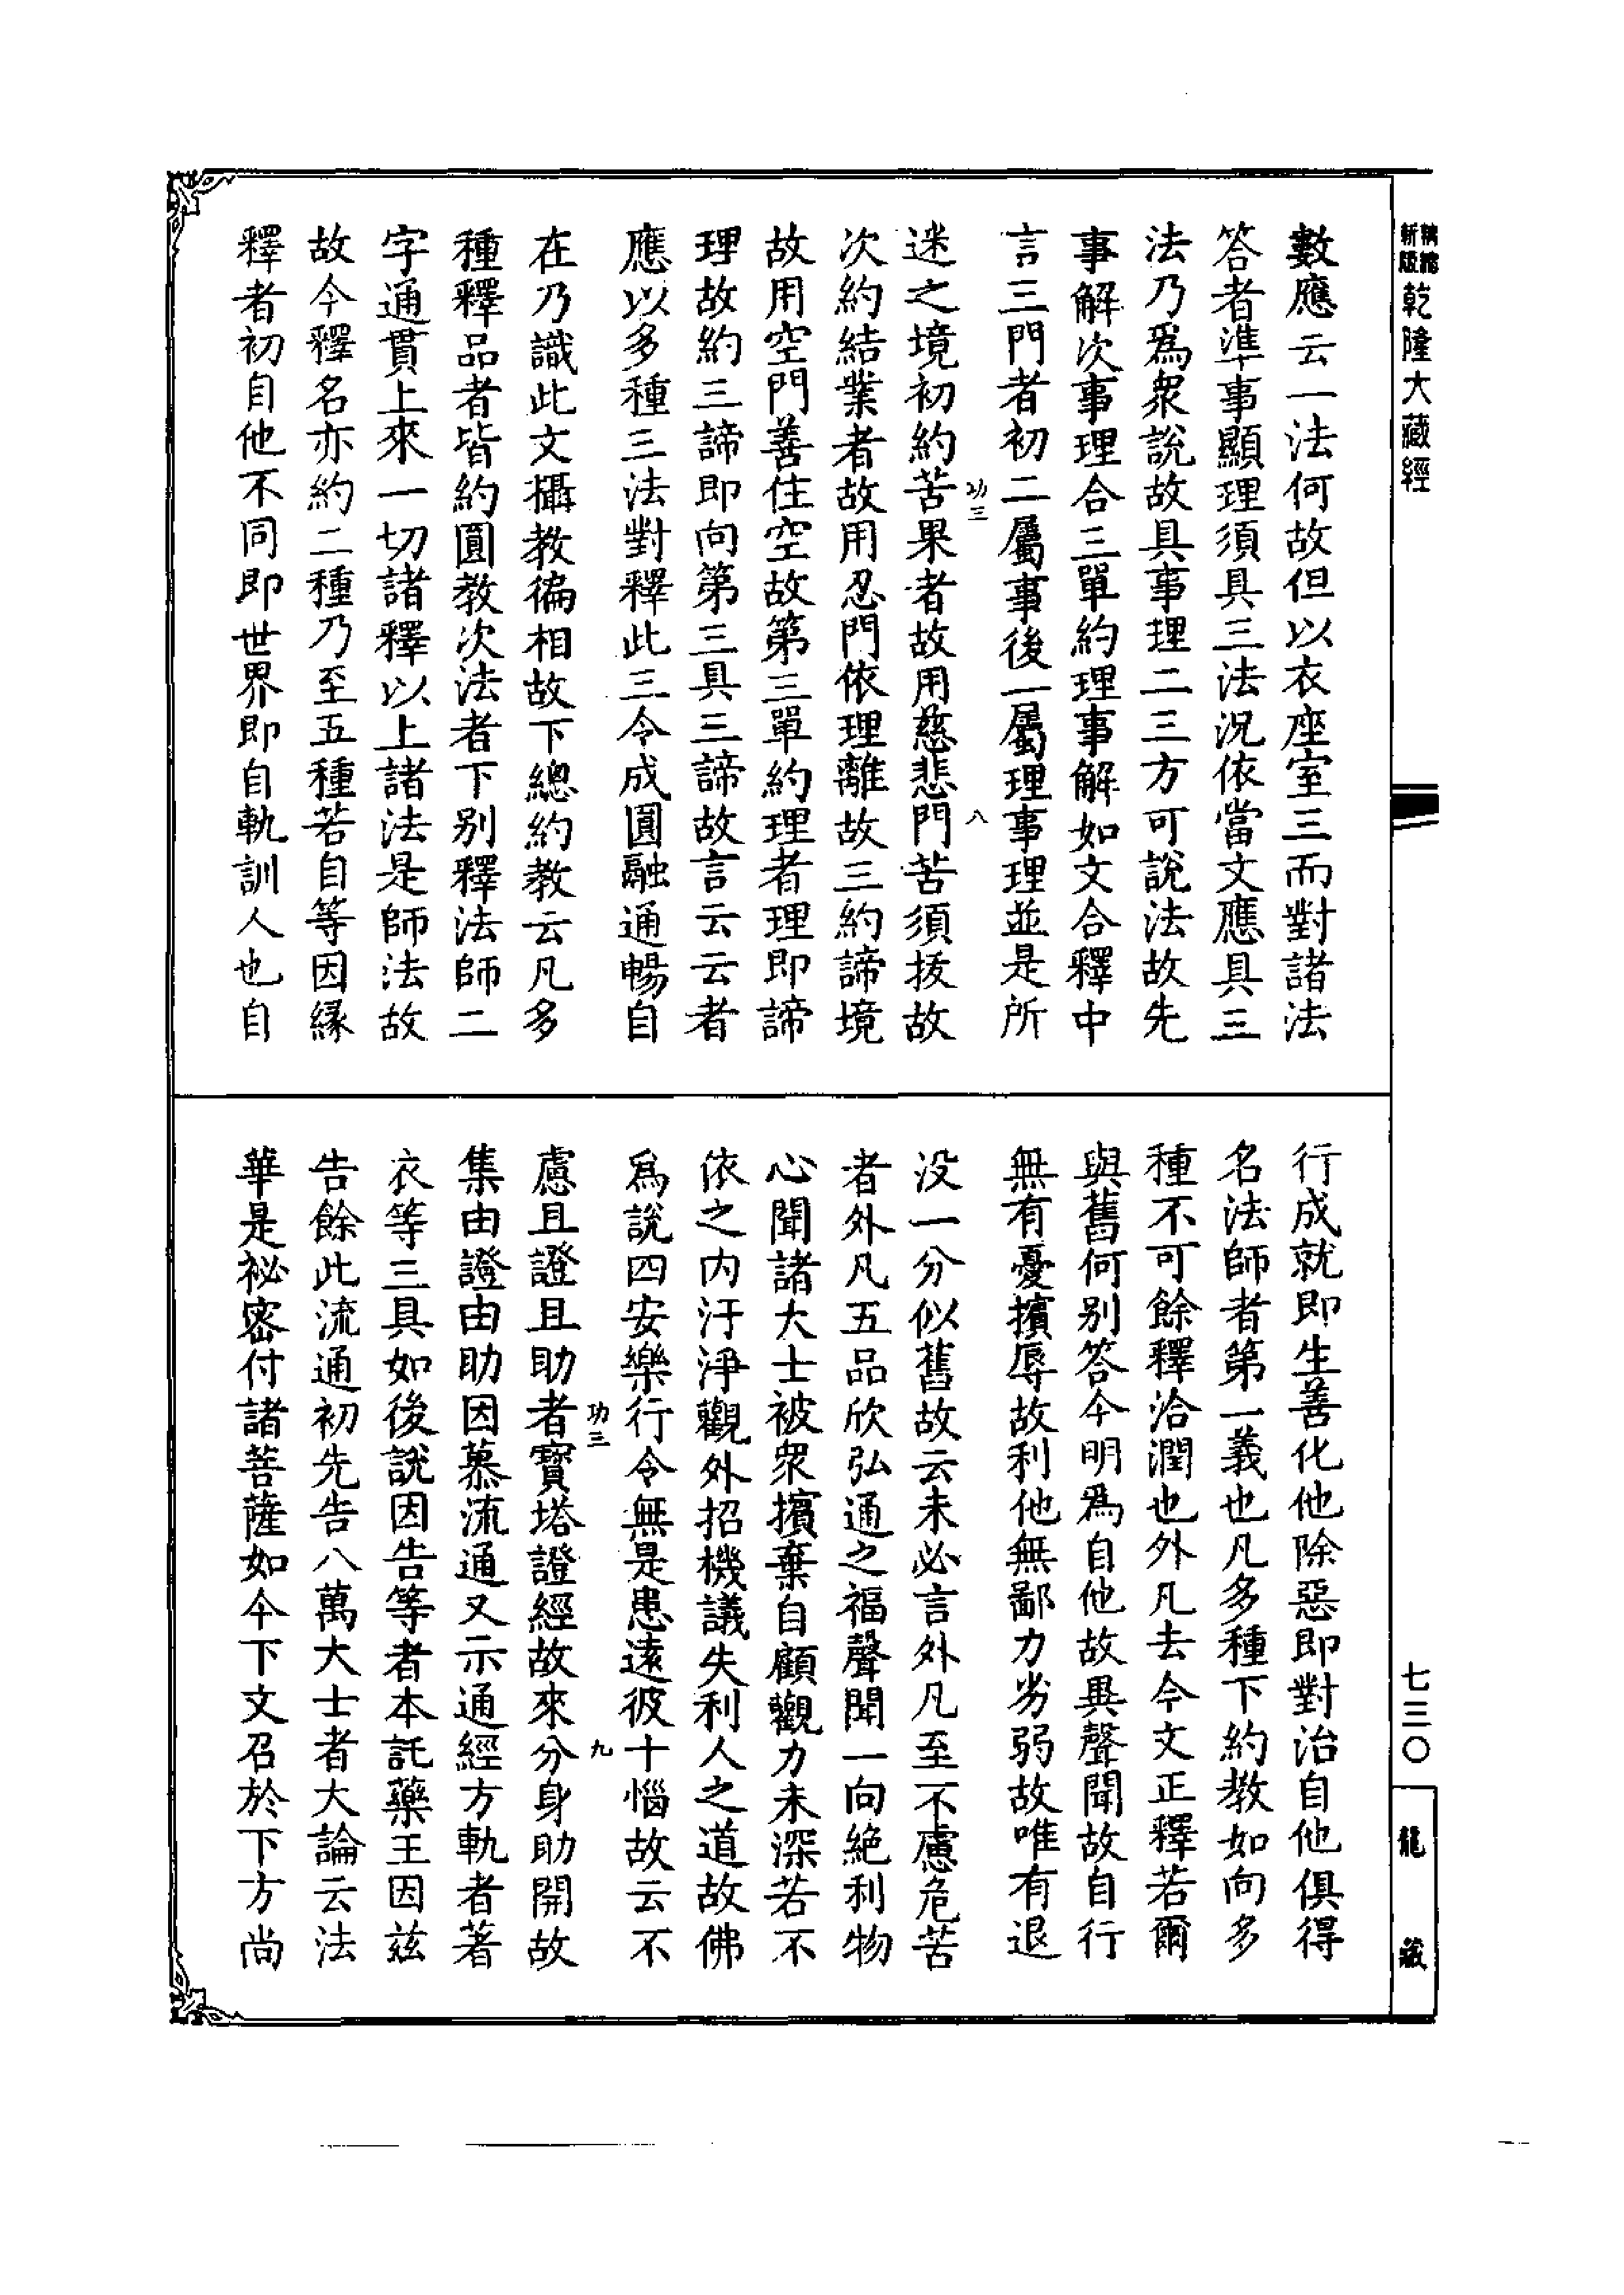 精縮新版乾隆大藏經
數應云一法何故但以衣座室三而對諸法
答者準事顯理須具三法況依當文應具三
法乃爲衆說故具事理二三方可說法故先
事解次事理合三單約理事解如文合釋中
言三門者初二屬事後一屬理事理並是所
功三 八
迷之境初約苦果者故用慈悲門苦須拔故
次約結業者故用忍門依理離故三約諦境
故用空門善住空故第三單約理者理即諦
理故約三諦即向第三具三諦故言云云者
應以多種三法對釋此三令成圓融通暢自
在乃識此文攝教徧相故下總約教云凡多
種釋品者皆約圓教次法者下别釋法師二
字通貫上來一切諸釋以上諸法是師法故
故今釋名亦約二種乃至五種若自等因緣
釋者初自他不同即世界即自軌訓人也自
行成就即生善化他除惡即對治自他俱得
名法師者第一義也凡多種下約教如向多
種不可餘釋洽潤也外凡去今文正釋若爾
與舊何别答今明爲自他故異聲聞故自行
無有憂擯辱故利他無鄙力劣弱故唯有退
没一分似舊故云未必言外凡至不慮危苦
者外凡五品欣弘通之福聲聞一向絶利物
心聞諸大士被衆擯棄自顧觀力未深若不
依之内汙淨觀外招機議失利人之道故佛
爲說四安樂行令無是患遠彼十惱故云不
功三 九
慮且證且助者寶塔證經故來分身助開故
集由證由助因慕流通又示通經方軌者著
衣等三具如後說因告等者本託藥王因兹
告餘此流通初先告八萬大士者大論云法
華是祕密付諸菩薩如今下文召於下方尚
七三〇
龍藏